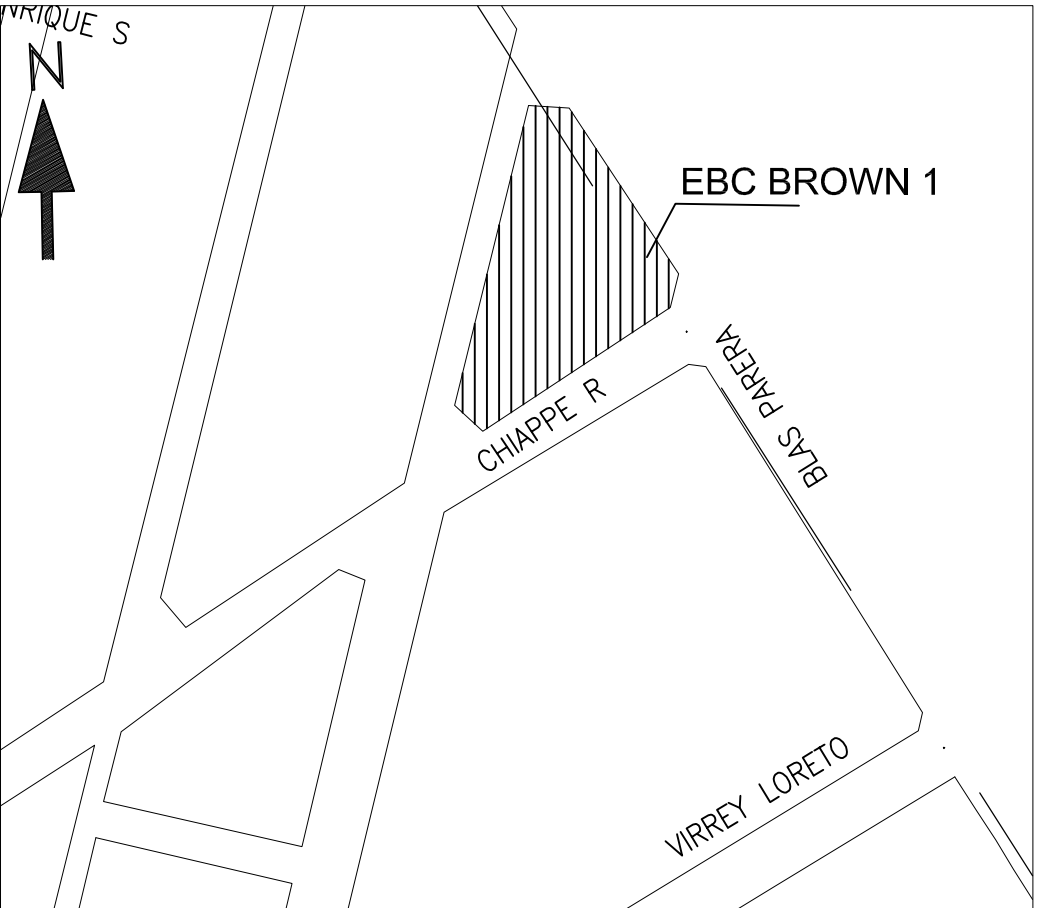 NRIQUE S
N
EBC BROWN 1
BLAS PARERA
CHIAPPE R
VIRREY LORETO